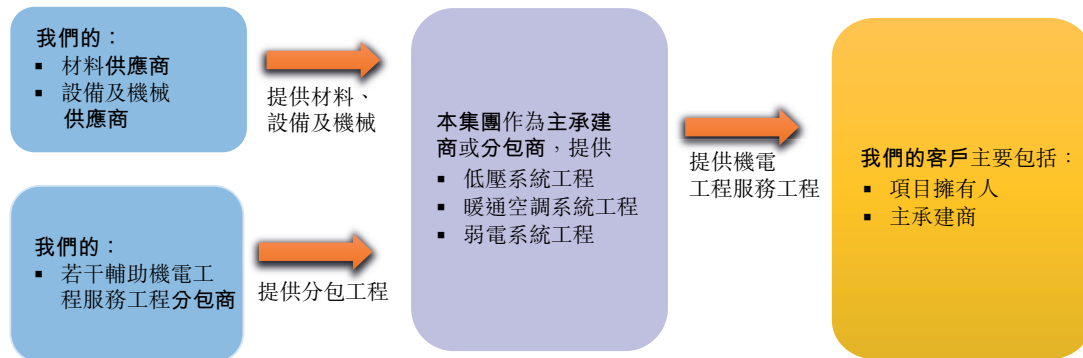 我們的：
▪ 材料供應商
▪ 設備及機械
供應商
提供材料、
設備及機械
我們的：
▪ 若干輔助機電工
程服務工程分包商
提供分包工程
本集團作為主承建
商或分包商，提供
▪ 低壓系統工程
▪ 暖通空調系統工程
▪ 弱電系統工程
提供機電
工程服務工程
我們的客戶主要包括：
▪ 項目擁有人
▪ 主承建商